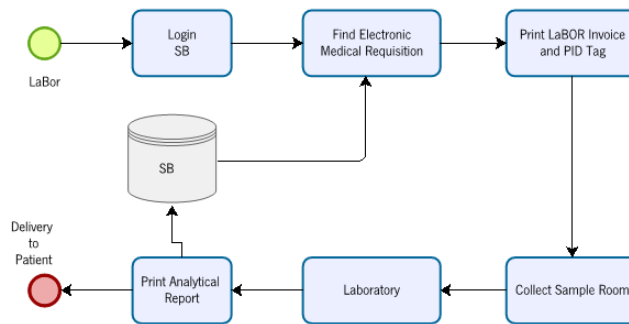 Login
SB
Find Electronic
Medical Requisition
Print LaBOR Invoice
and PID Tag
LaBor
SB
Delivery
to
Patient
Print Analytical
Report
Laboratory
Collect Sample Room